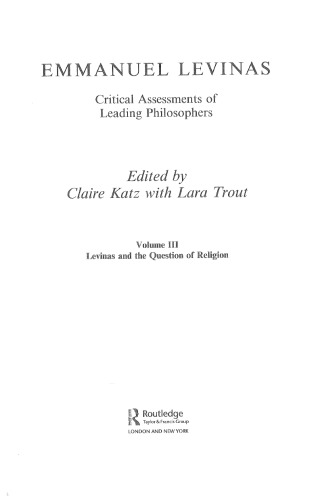 EMMANUEL LEVINAS
Critical Assessments of
Leading Philosophers
Edited by
Claire Katz with Lara Trout
Volume III
Levinas and the Question of Religion
Routledge
Taylor & Francis Group
LONDON AND NEW YORK